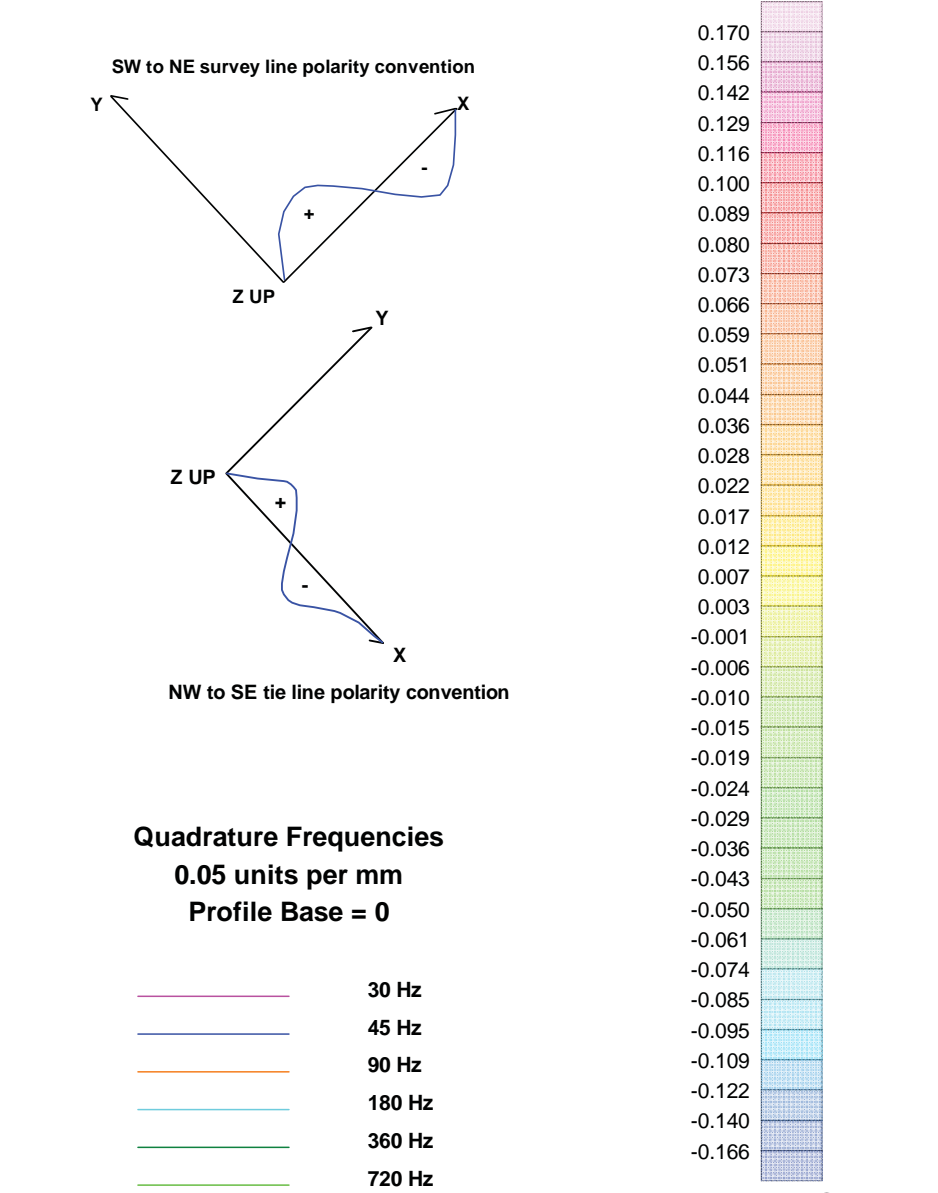 SW to NE survey line polarity convention
Y
X
-
+
Z UP
Y
Z UP
+
-
X
NW to SE tie line polarity convention
Quadrature Frequencies
0.05 units per mm
Profile Base = 0
30 Hz
45 Hz
90 Hz
180 Hz
360 Hz
720 Hz
0.170
0.156
0.142
0.129
0.116
0.100
0.089
0.080
0.073
0.066
0.059
0.051
0.044
0.036
0.028
0.022
0.017
0.012
0.007
0.003
-0.001
-0.006
-0.010
-0.015
-0.019
-0.024
-0.029
-0.036
-0.043
-0.050
-0.061
-0.074
-0.085
-0.095
-0.109
-0.122
-0.140
-0.166